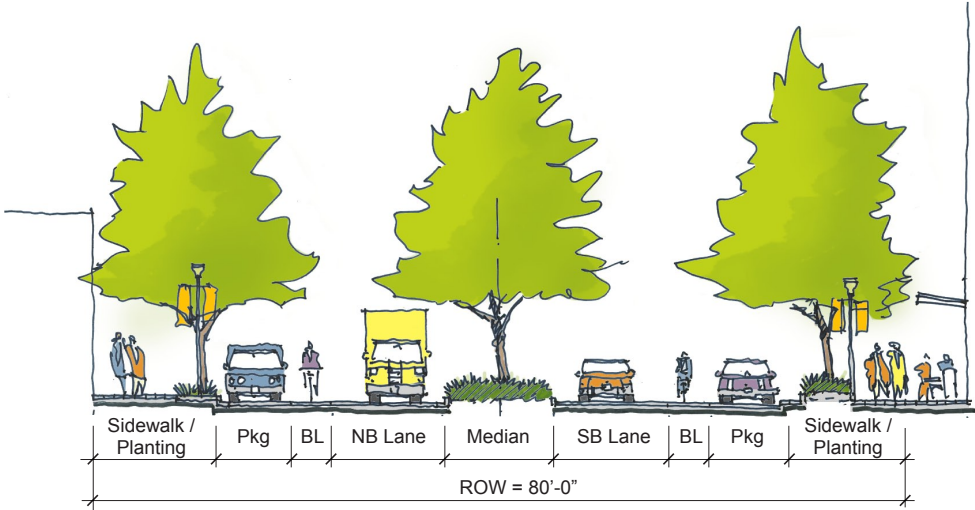 Sidewalk /
Planting
Pkg
BL
NB Lane
Median
SB Lane
BL
Pkg
Sidewalk /
Planting
ROW = 80’-0”